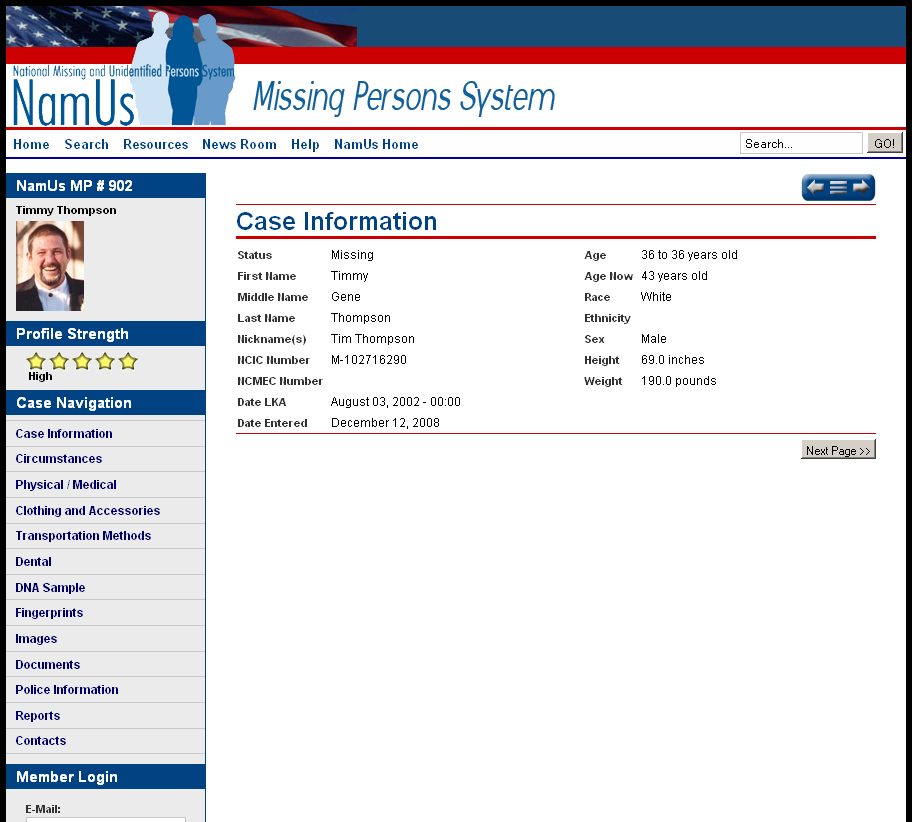 National Missing and Unidentified Persons System
NamUs
Missing Persons System
Home Search Resources News Room Help NamUs Home
Search... GO!
NamUs MP # 902
Timmy Thompson
Profile Strength
High
Case Navigation
Case Information
Circumstances
Physical / Medical
Clothing and Accessories
Transportation Methods
Dental
DNA Sample
Fingerprints
Images
Documents
Police Information
Reports
Contacts
Member Login
E-Mail:
Case Information
Status Missing Age 36 to 36 years old
First Name Timmy Age Now 43 years old
Middle Name Gene Race White
Last Name Thompson Ethnicity
Nickname(s) Tim Thompson Sex Male
NCIC Number M-102716290 Height 69.0 inches
NCMEC Number Weight 190.0 pounds
Date LKA August 03, 2002 - 00:00
Date Entered December 12, 2008
Next Page >>